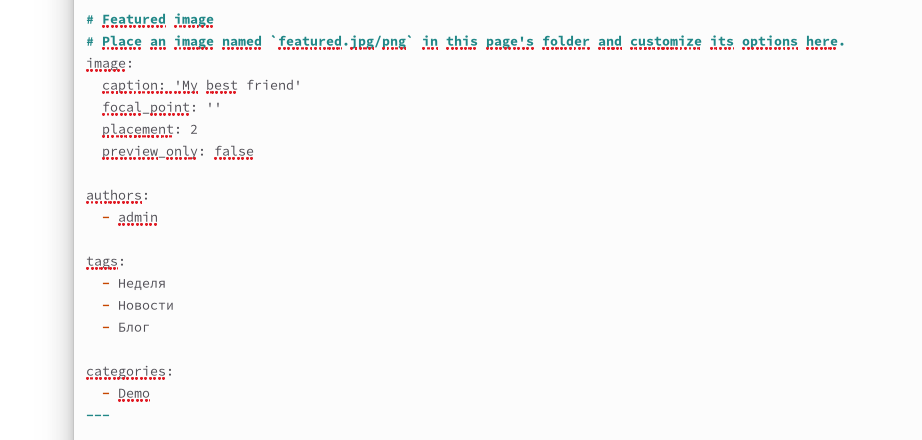 # Featured image
# Place an image named `featured.jpg/png` in this page's folder and customize its options here.
image:
  caption: 'My best friend'
  focal_point: ''
  placement: 2
  preview_only: false

authors:
  - admin

tags:
  - Неделя
  - Новости
  - Блог

categories:
  - Demo
---